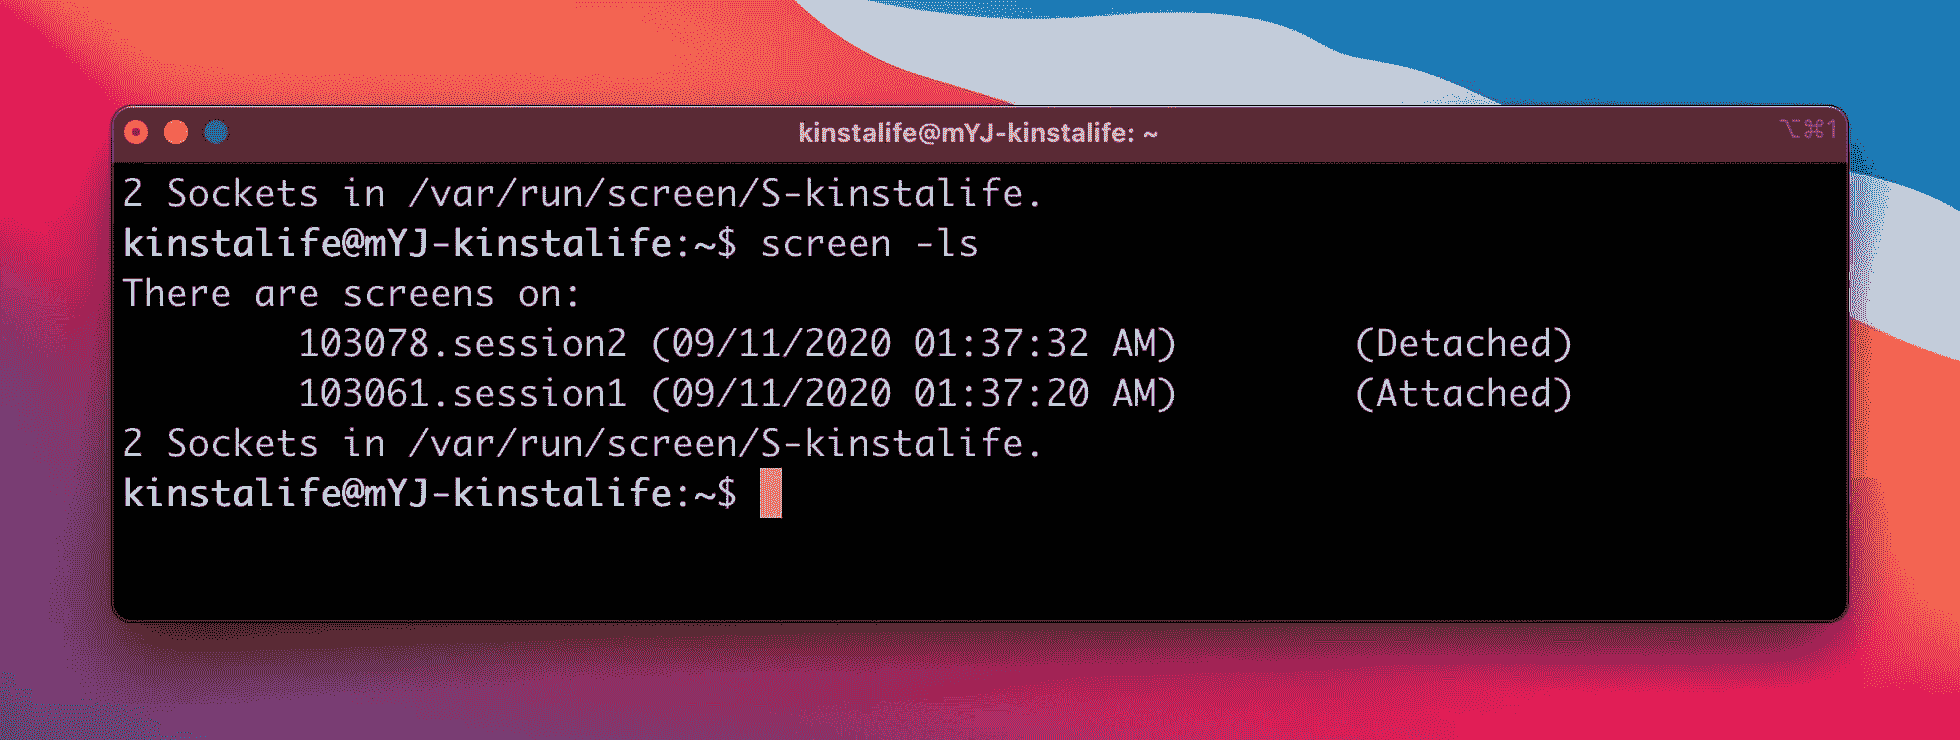 kinstalife@mYJ-kinstalife: ~
⌥⌘1
2 Sockets in /var/run/screen/S-kinstalife.
kinstalife@mYJ-kinstalife:~$ screen -ls
There are screens on:
103078.session2 (09/11/2020 01:37:32 AM) (Detached)
103061.session1 (09/11/2020 01:37:20 AM) (Attached)
2 Sockets in /var/run/screen/S-kinstalife.
kinstalife@mYJ-kinstalife:~$